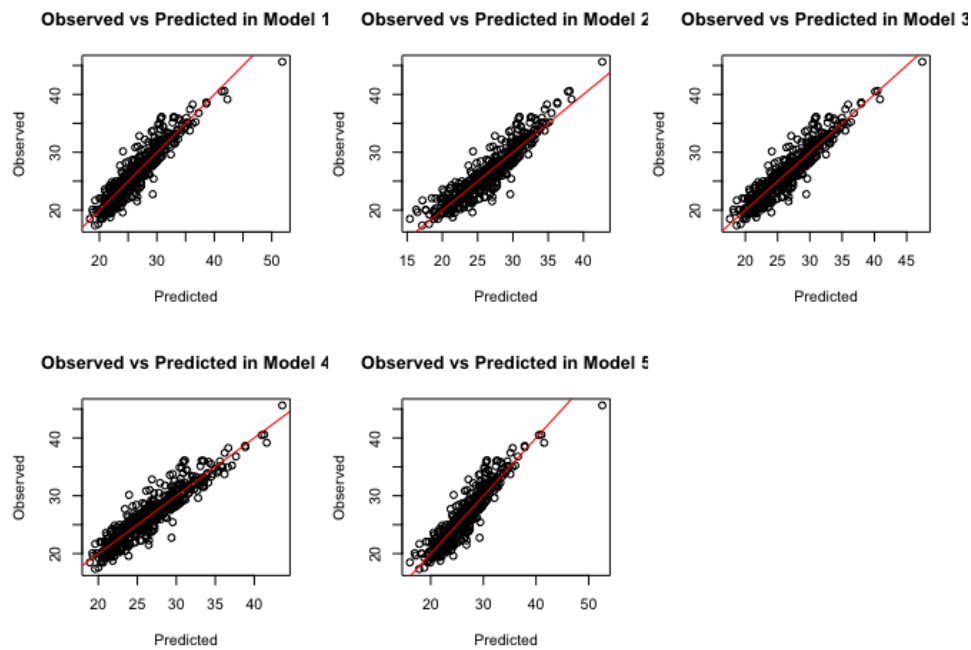 Observed vs Predicted in Model 1
Observed
20 30 40
20 30 40 50
Predicted
Observed vs Predicted in Model 2
Observed
20 30 40
15 20 25 30 35 40
Predicted
Observed vs Predicted in Model 3
Observed
20 30 40
20 25 30 35 40 45
Predicted
Observed vs Predicted in Model 4
Observed
20 30 40
20 25 30 35 40
Predicted
Observed vs Predicted in Model 5
Observed
20 30 40
20 30 40 50
Predicted